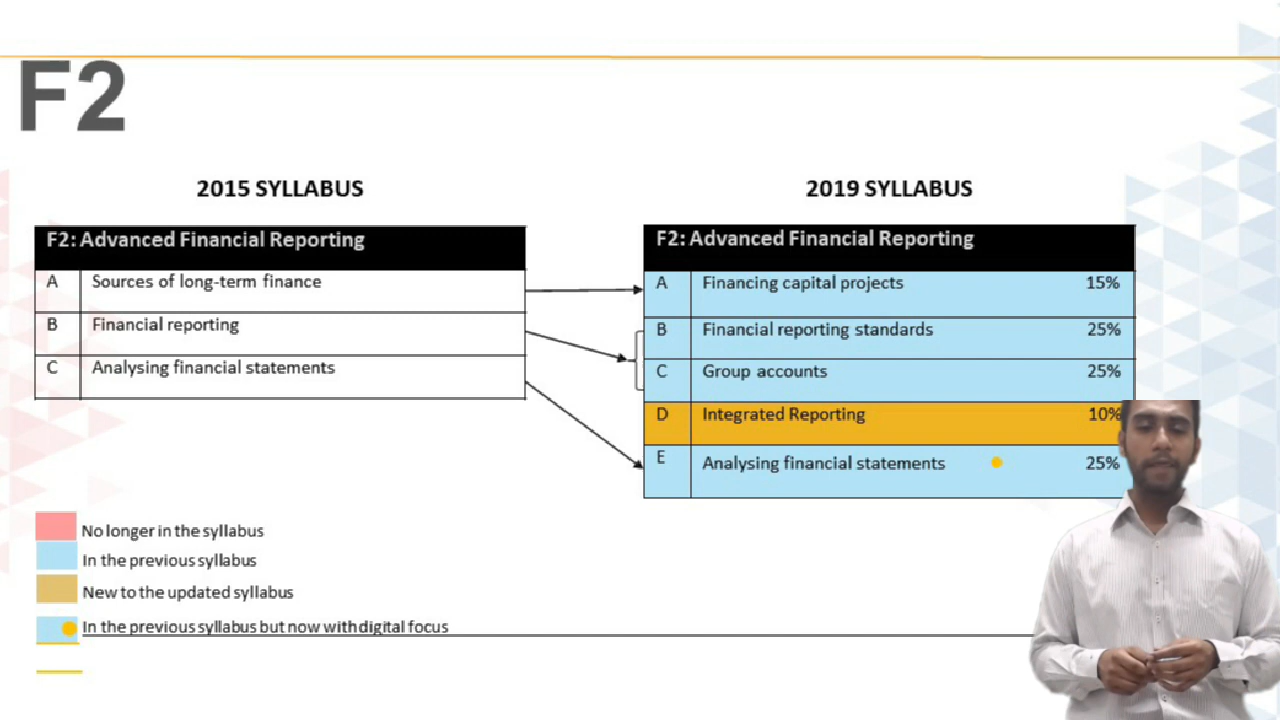 F2
2015 SYLLABUS
2019 SYLLABUS
F2: Advanced Financial Reporting
A Sources of long-term finance
B Financial reporting
C Analysing financial statements
F2: Advanced Financial Reporting
A Financing capital projects 15%
B Financial reporting standards 25%
C Group accounts 25%
D Integrated Reporting 10%
E Analysing financial statements 25%
No longer in the syllabus
In the previous syllabus
New to the updated syllabus
In the previous syllabus but now with digital focus